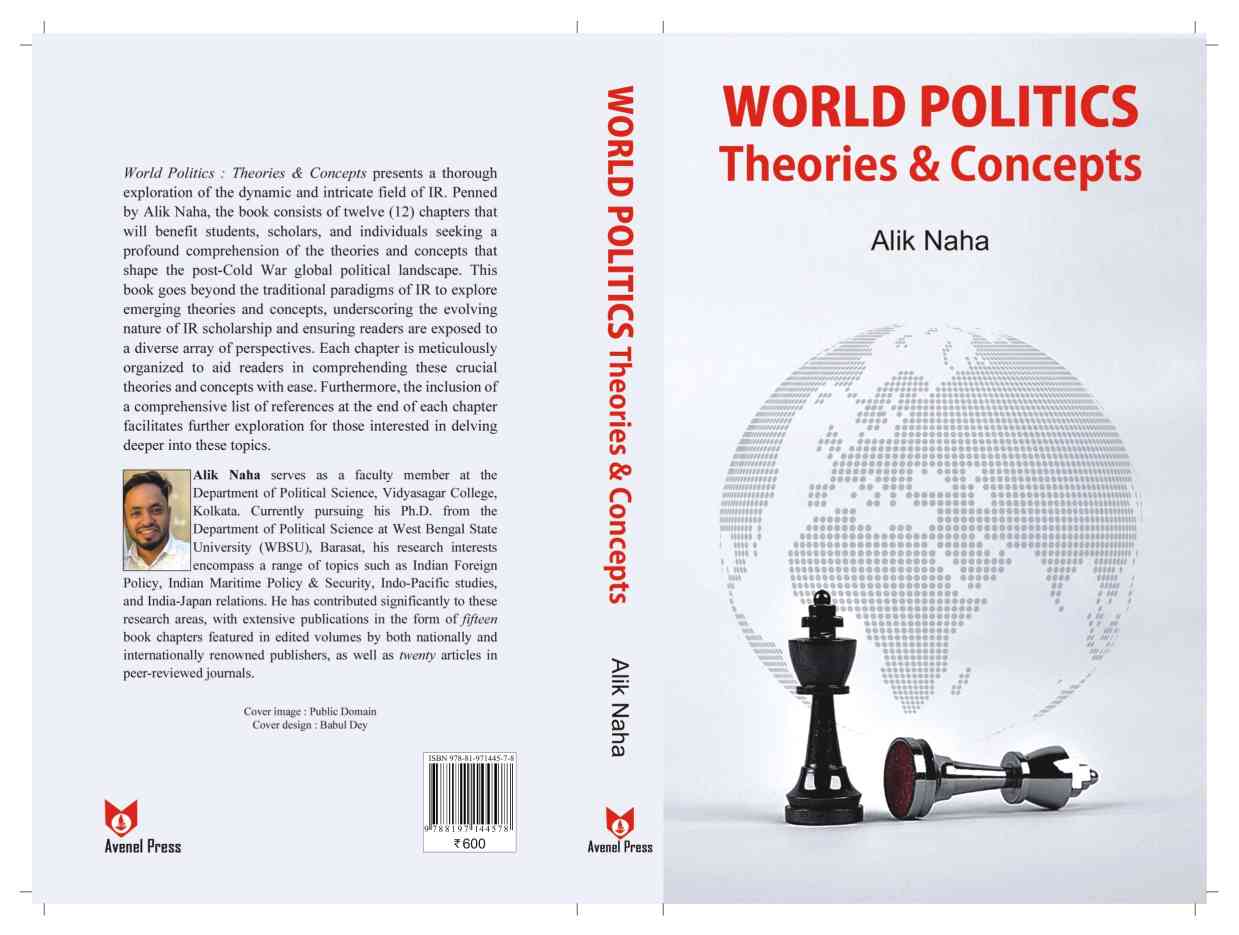 World Politics : Theories & Concepts presents a thorough
exploration of the dynamic and intricate field of IR. Penned
by Alik Naha, the book consists of twelve (12) chapters that
will benefit students, scholars, and individuals seeking a
profound comprehension of the theories and concepts that
shape the post-Cold War global political landscape. This
book goes beyond the traditional paradigms of IR to explore
emerging theories and concepts, underscoring the evolving
nature of IR scholarship and ensuring readers are exposed to
a diverse array of perspectives. Each chapter is meticulously
organized to aid readers in comprehending these crucial
theories and concepts with ease. Furthermore, the inclusion of
a comprehensive list of references at the end of each chapter
facilitates further exploration for those interested in delving
deeper into these topics.
Alik Naha serves as a faculty member at the
Department of Political Science, Vidyasagar College,
Kolkata. Currently pursuing his Ph.D. from the
Department of Political Science at West Bengal State
University (WBSU), Barasat, his research interests
encompass a range of topics such as Indian Foreign
Policy, Indian Maritime Policy & Security, Indo-Pacific studies,
and India-Japan relations. He has contributed significantly to these
research areas, with extensive publications in the form of fifteen
book chapters featured in edited volumes by both nationally and
internationally renowned publishers, as well as twenty articles in
peer-reviewed journals.
Cover image : Public Domain
Cover design : Babul Dey
Avenel Press
ISBN 978-81-971445-7-8
9 788197 144578
₹600
WORLD POLITICS Theories & Concepts
Alik Naha
Avenel Press
WORLD POLITICS
Theories & Concepts
Alik Naha